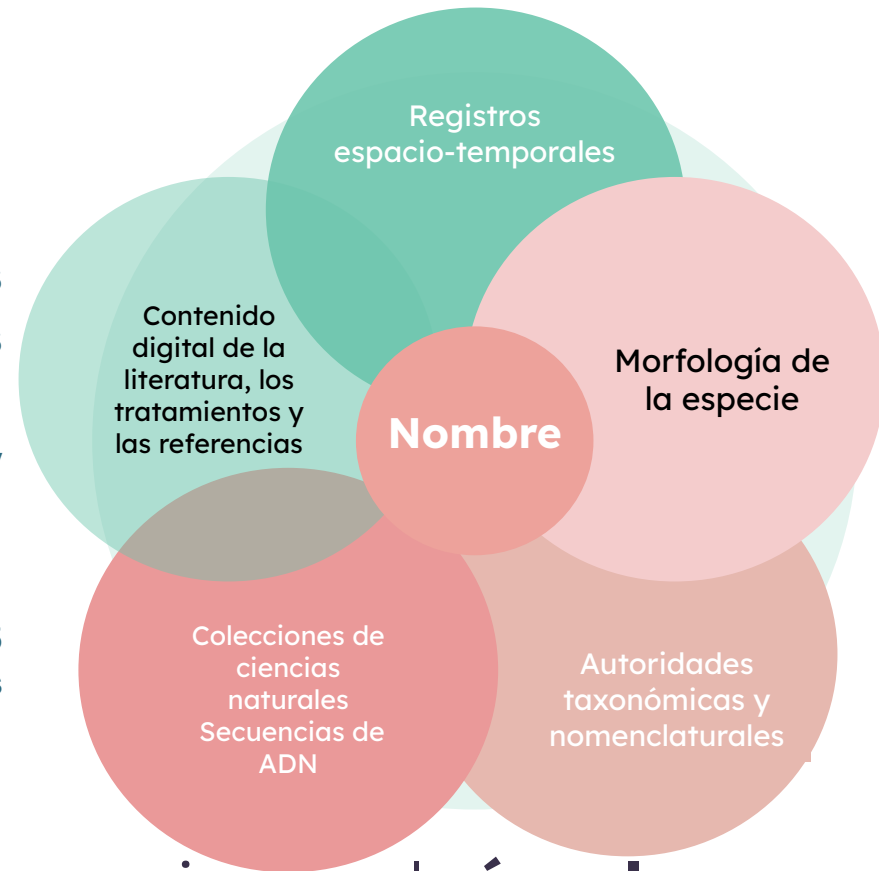 Registros
espacio-temporales
Contenido
digital de la
literatura, los
tratamientos y
las referencias
Morfología de
la especie
Nombre
Colecciones de
ciencias
naturales
Secuencias de
ADN
Autoridades
taxonómicas y
nomenclaturales